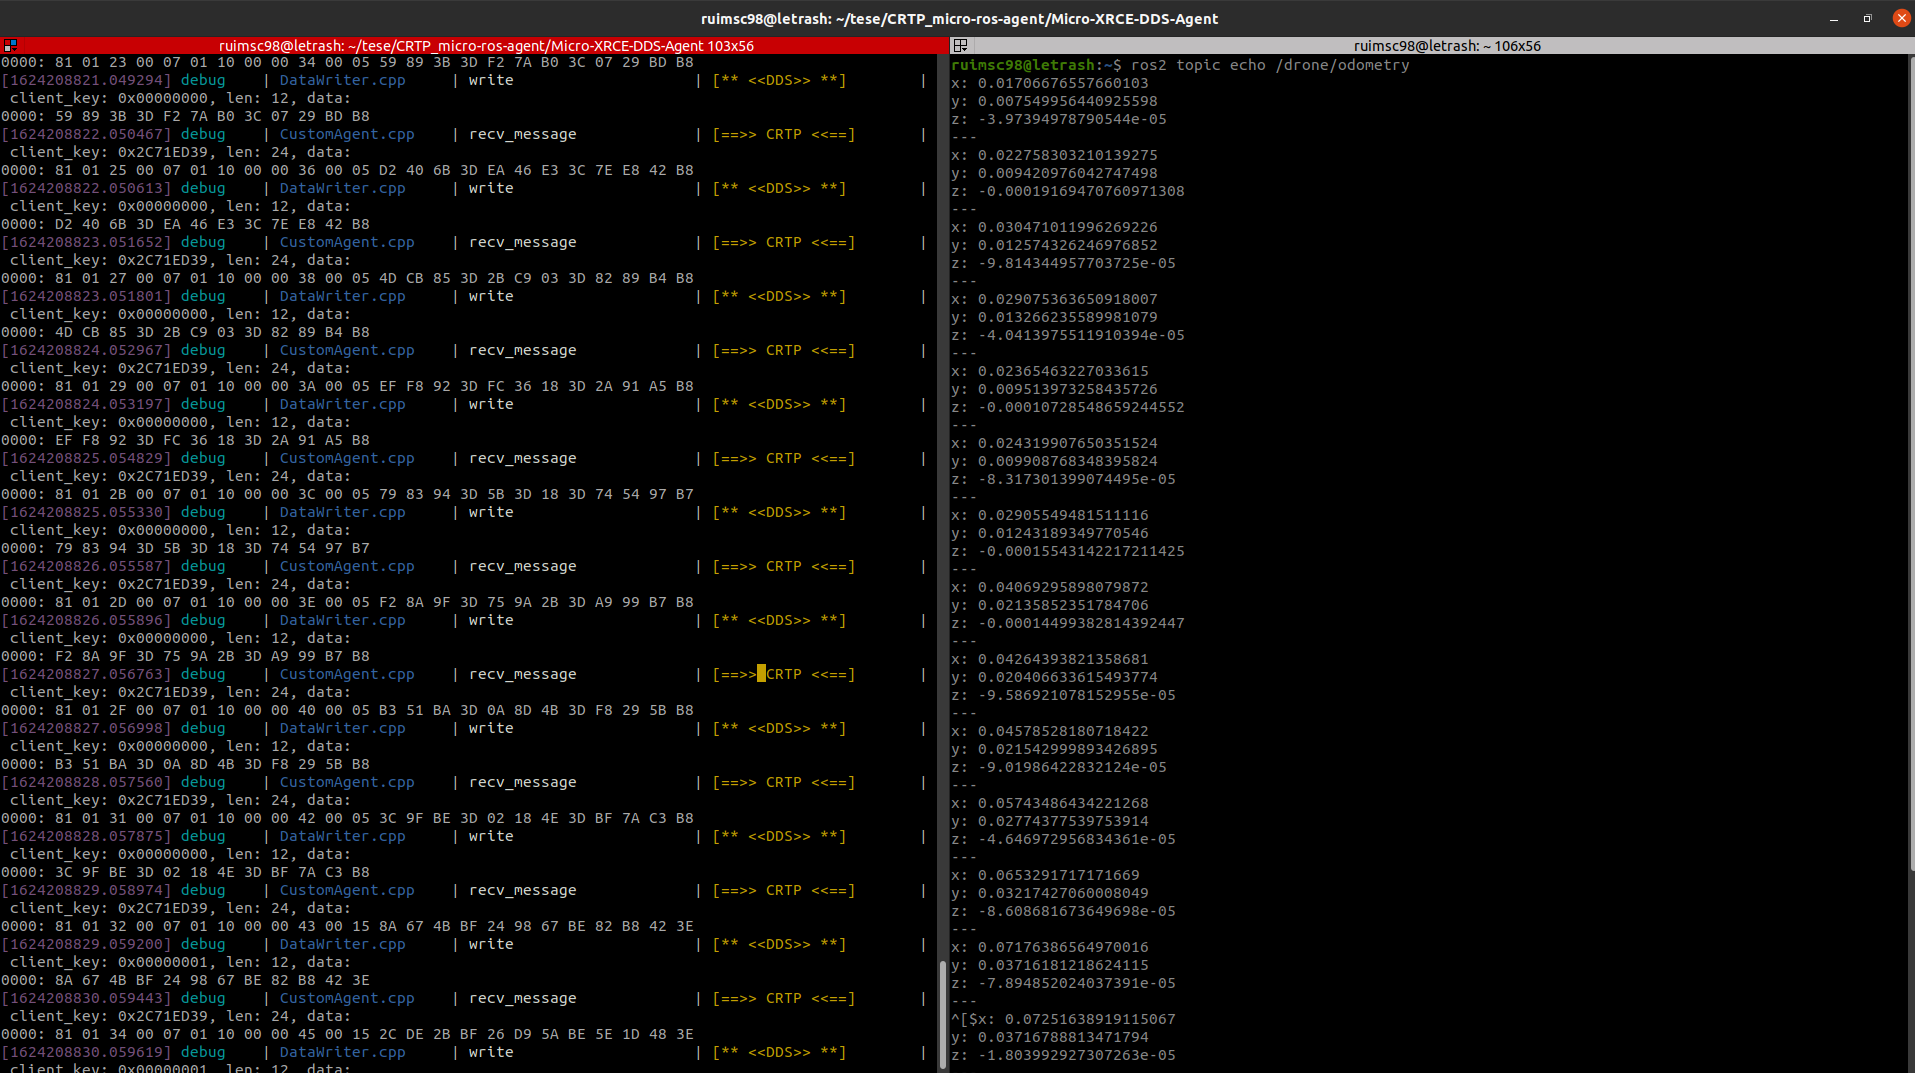 ruimsc98@letrash: ~/tese/CRTP_micro-ros-agent/Micro-XRCE-DDS-Agent
ruimsc98@letrash: ~/tese/CRTP_micro-ros-agent/Micro-XRCE-DDS-Agent 103x56
0000: 81 01 23 00 07 01 10 00 00 34 00 05 59 89 3B 3D F2 7A B0 3C 07 29 BD B8
[1624208821.049294] debug    | DataWriter.cpp     | write                    | [** <<DDS>> **]        |
client_key: 0x00000000, len: 12, data:
0000: 59 89 3B 3D F2 7A B0 3C 07 29 BD B8
[1624208822.050467] debug    | CustomAgent.cpp    | recv_message             | [==>> CRTP <<==]       |
client_key: 0x2C71ED39, len: 24, data:
0000: 81 01 25 00 07 01 10 00 00 36 00 05 D2 40 6B 3D EA 46 E3 3C 7E E8 42 B8
[1624208822.050613] debug    | DataWriter.cpp     | write                    | [** <<DDS>> **]        |
client_key: 0x00000000, len: 12, data:
0000: D2 40 6B 3D EA 46 E3 3C 7E E8 42 B8
[1624208823.051652] debug    | CustomAgent.cpp    | recv_message             | [==>> CRTP <<==]       |
client_key: 0x2C71ED39, len: 24, data:
0000: 81 01 27 00 07 01 10 00 00 38 00 05 4D CB 85 3D 2B C9 03 3D 82 89 B4 B8
[1624208823.051801] debug    | DataWriter.cpp     | write                    | [** <<DDS>> **]        |
client_key: 0x00000000, len: 12, data:
0000: 4D CB 85 3D 2B C9 03 3D 82 89 B4 B8
[1624208824.052967] debug    | CustomAgent.cpp    | recv_message             | [==>> CRTP <<==]       |
client_key: 0x2C71ED39, len: 24, data:
0000: 81 01 29 00 07 01 10 00 00 3A 00 05 EF F8 92 3D FC 36 18 3D 2A 91 A5 B8
[1624208824.053197] debug    | DataWriter.cpp     | write                    | [** <<DDS>> **]        |
client_key: 0x00000000, len: 12, data:
0000: EF F8 92 3D FC 36 18 3D 2A 91 A5 B8
[1624208825.054829] debug    | CustomAgent.cpp    | recv_message             | [==>> CRTP <<==]       |
client_key: 0x2C71ED39, len: 24, data:
0000: 81 01 2B 00 07 01 10 00 00 3C 00 05 79 83 94 3D 5B 3D 18 3D 74 54 97 B7
[1624208825.055330] debug    | DataWriter.cpp     | write                    | [** <<DDS>> **]        |
client_key: 0x00000000, len: 12, data:
0000: 79 83 94 3D 5B 3D 18 3D 74 54 97 B7
[1624208826.055587] debug    | CustomAgent.cpp    | recv_message             | [==>> CRTP <<==]       |
client_key: 0x2C71ED39, len: 24, data:
0000: 81 01 2D 00 07 01 10 00 00 3E 00 05 F2 8A 9F 3D 75 9A 2B 3D A9 99 B7 B8
[1624208826.055896] debug    | DataWriter.cpp     | write                    | [** <<DDS>> **]        |
client_key: 0x00000000, len: 12, data:
0000: F2 8A 9F 3D 75 9A 2B 3D A9 99 B7 B8
[1624208827.056763] debug    | CustomAgent.cpp    | recv_message             | [==>> CRTP <<==]       |
client_key: 0x2C71ED39, len: 24, data:
0000: 81 01 2F 00 07 01 10 00 00 40 00 05 B3 51 BA 3D 0A 8D 4B 3D F8 29 5B B8
[1624208827.056998] debug    | DataWriter.cpp     | write                    | [** <<DDS>> **]        |
client_key: 0x00000000, len: 12, data:
0000: B3 51 BA 3D 0A 8D 4B 3D F8 29 5B B8
[1624208828.057560] debug    | CustomAgent.cpp    | recv_message             | [==>> CRTP <<==]       |
client_key: 0x2C71ED39, len: 24, data:
0000: 81 01 31 00 07 01 10 00 00 42 00 05 3C 9F BE 3D 02 18 4E 3D BF 7A C3 B8
[1624208828.057875] debug    | DataWriter.cpp     | write                    | [** <<DDS>> **]        |
client_key: 0x00000000, len: 12, data:
0000: 3C 9F BE 3D 02 18 4E 3D BF 7A C3 B8
[1624208829.058974] debug    | CustomAgent.cpp    | recv_message             | [==>> CRTP <<==]       |
client_key: 0x2C71ED39, len: 24, data:
0000: 81 01 32 00 07 01 10 00 00 43 00 15 8A 67 4B BF 24 98 67 BE 82 B8 42 3E
[1624208829.059200] debug    | DataWriter.cpp     | write                    | [** <<DDS>> **]        |
client_key: 0x00000001, len: 12, data:
0000: 8A 67 4B BF 24 98 67 BE 82 B8 42 3E
[1624208830.059443] debug    | CustomAgent.cpp    | recv_message             | [==>> CRTP <<==]       |
client_key: 0x2C71ED39, len: 24, data:
0000: 81 01 34 00 07 01 10 00 00 45 00 15 2C DE 2B BF 26 D9 5A BE 5E 1D 48 3E
[1624208830.059619] debug    | DataWriter.cpp     | write                    | [** <<DDS>> **]        |
client_key: 0x00000001, len: 12, data:
ruimsc98@letrash: ~ 106x56
ruimsc98@letrash:~$ ros2 topic echo /drone/odometry
x: 0.01706676557660103
y: 0.007549956440925598
z: -3.97394978790544e-05
---
x: 0.022758303210139275
y: 0.009420976042747498
z: -0.00019169470760971308
---
x: 0.030471011996269226
y: 0.012574326246976852
z: -9.814344957703725e-05
---
x: 0.029075363650918007
y: 0.013266235589981079
z: -4.0413975511910394e-05
---
x: 0.02365463227033615
y: 0.009513973258435726
z: -0.00010728548659244552
---
x: 0.024319907650351524
y: 0.009908768348395824
z: -8.317301399074495e-05
---
x: 0.02905549481511116
y: 0.01243189349770546
z: -0.00015543142217211425
---
x: 0.04069295898079872
y: 0.02135852351784706
z: -0.00014499382814392447
---
x: 0.04264393821358681
y: 0.020406633615493774
z: -9.586921078152955e-05
---
x: 0.04578528180718422
y: 0.021542999893426895
z: -9.01986422832124e-05
---
x: 0.05743486434221268
y: 0.02774377539753914
z: -4.646972956834361e-05
---
x: 0.0653291717171669
y: 0.03217427060008049
z: -8.608681673649698e-05
---
x: 0.07176386564970016
y: 0.03716181218624115
z: -7.894852024037391e-05
---
^[$x: 0.07251638919115067
y: 0.03716788813471794
z: -1.803992927307263e-05